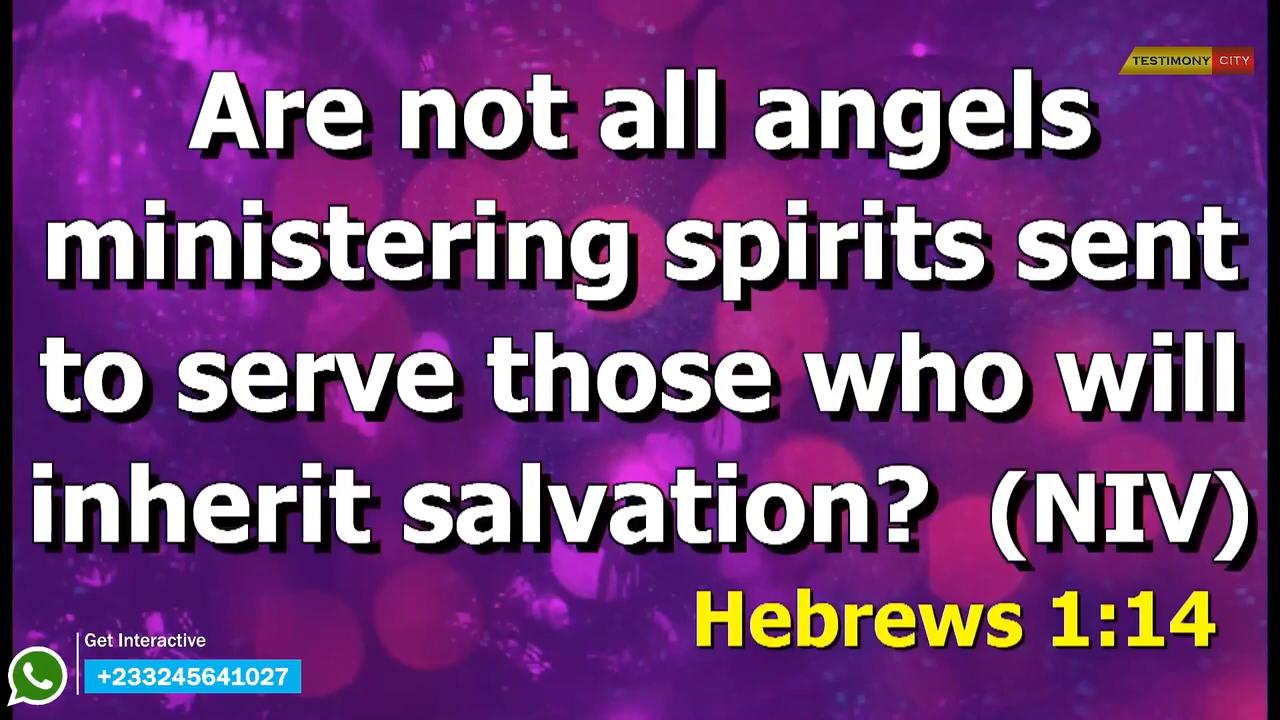 TESTIMONY CITY
Are not all angels
ministering spirits sent
to serve those who will
inherit salvation? (NIV)
Hebrews 1:14
Get Interactive
+233245641027